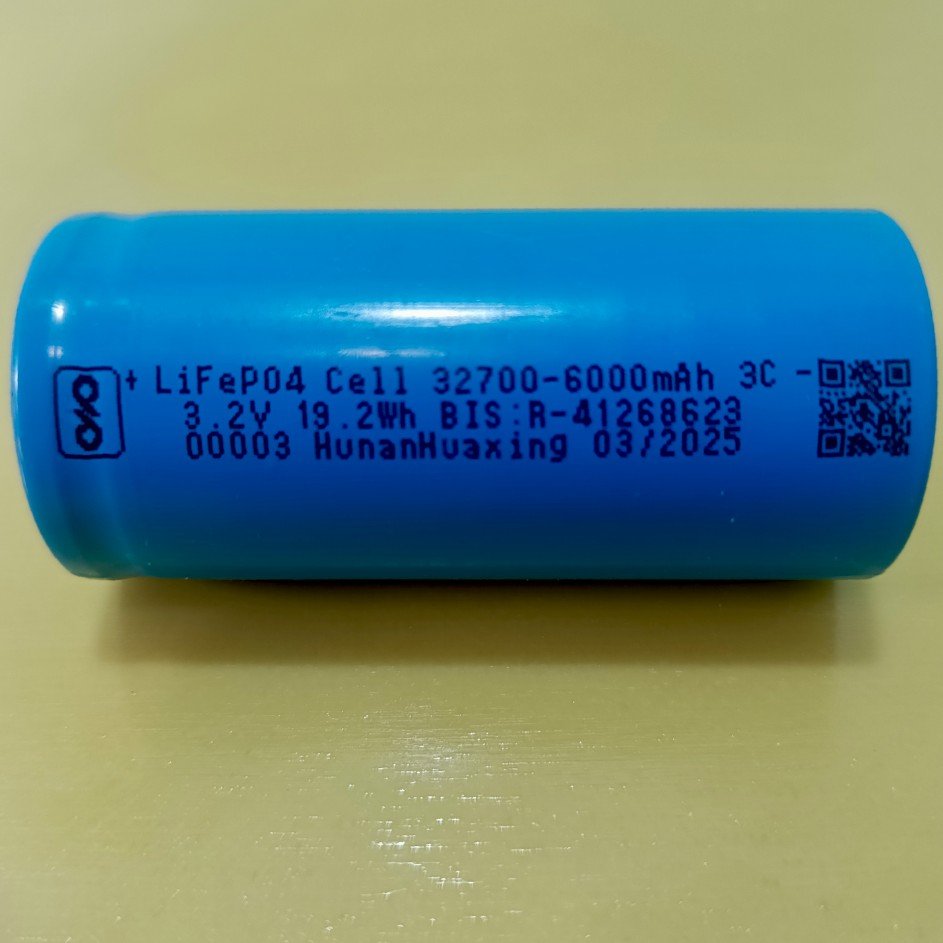 + LiFePO4 Cell 32700-6000mAh 3C -
3.2V 19.2Wh BIS:R-41268623
00003 HunanHuaxing 03/2025